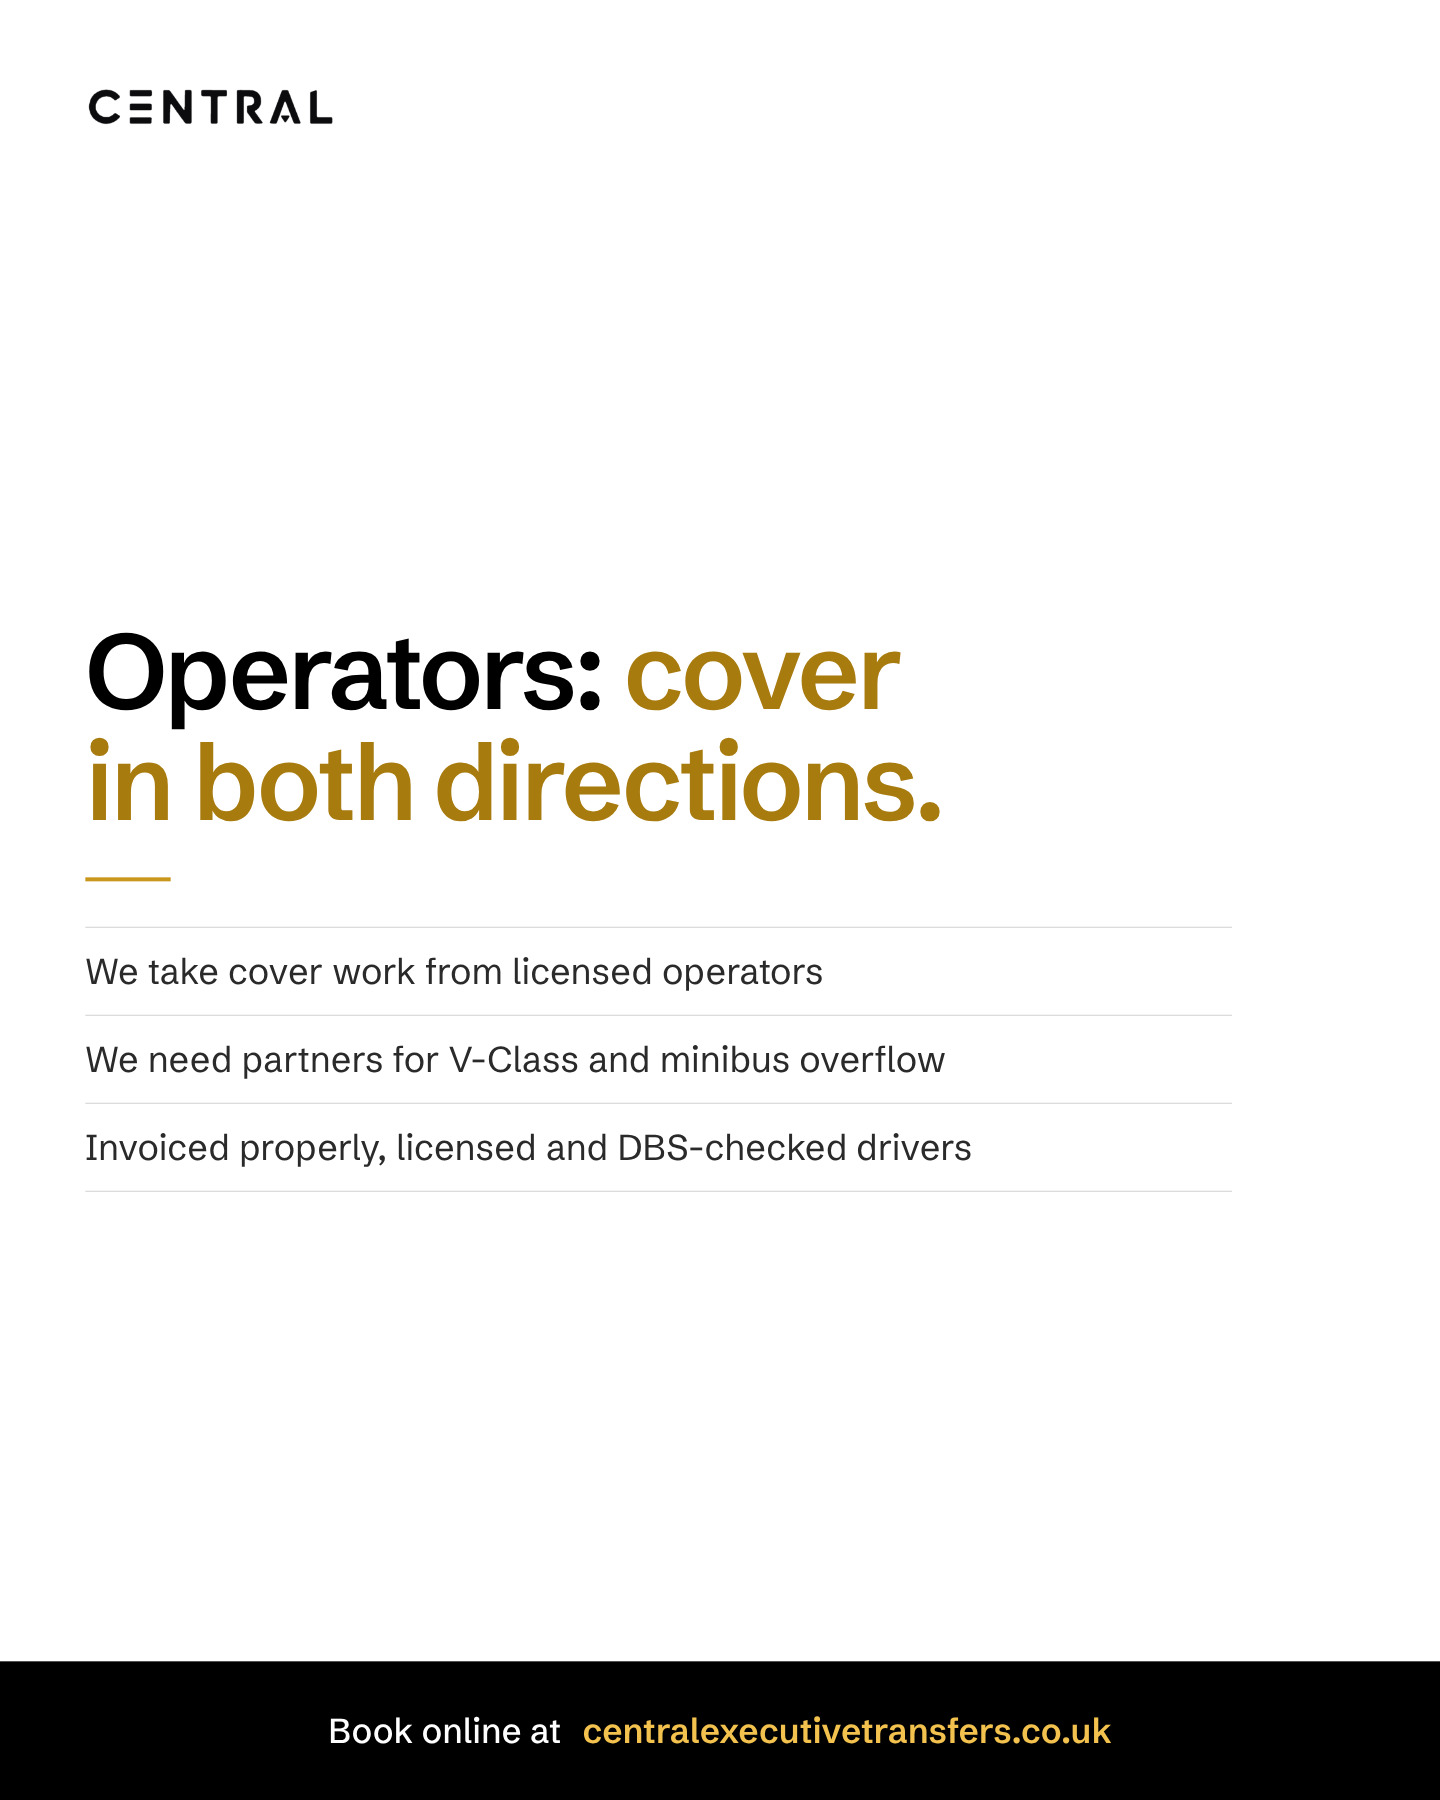 CENTRAL
Operators: cover
in both directions.
We take cover work from licensed operators
We need partners for V-Class and minibus overflow
Invoiced properly, licensed and DBS-checked drivers
Book online at centralexecutivetransfers.co.uk